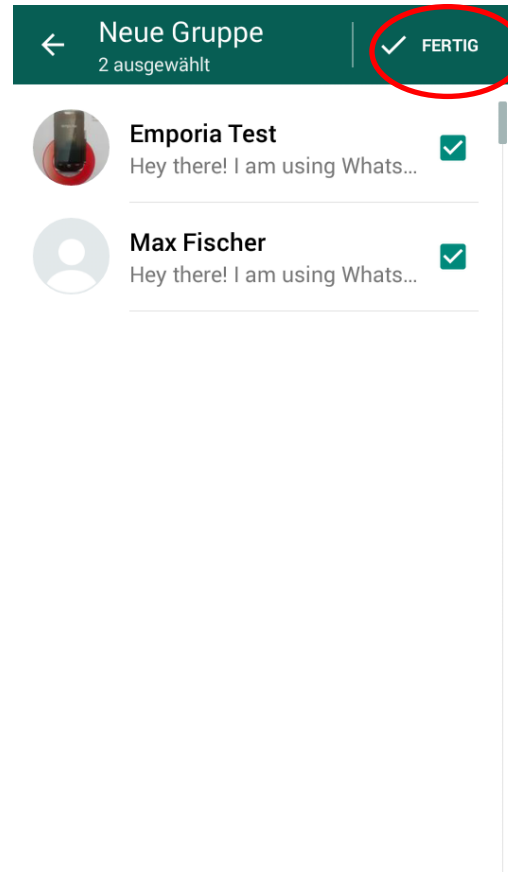 Neue Gruppe
2 ausgewählt
FERTIG
Emporia Test
Hey there! I am using Whats...
Max Fischer
Hey there! I am using Whats...